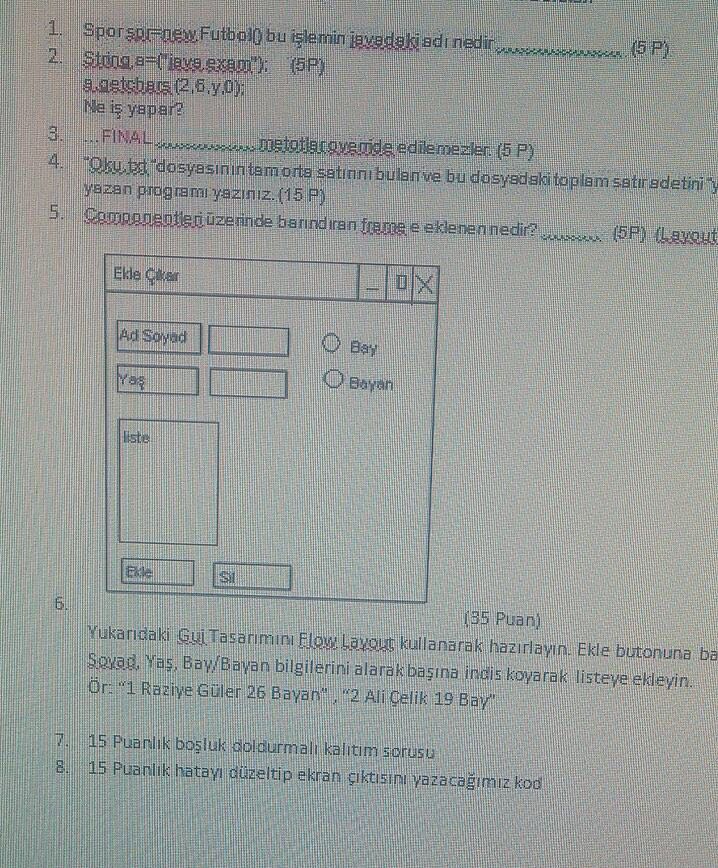 1. Spor spr=new Futbol() bu işlemin javadaki adı nedir (5 P)
2. String a=("java exam"); (5P)
a.getchars (2,6,y,0);
Ne iş yapar?
3. ...FINAL metotlar override edilemezler. (5 P)
4. "Oku.txt "dosyasının tam orta satırını bulan ve bu dosyadaki toplam satır adetini "y
yazan programı yazınız. (15 P)
5. Componentleri üzerinde barındıran frame e eklenen nedir? (5P) (Layout
Ekle Çıkar
Ad Soyad
Bay
Yaş
Bayan
liste
Ekle Sil
6. (35 Puan)
Yukarıdaki Gui Tasarımını Flow Layout kullanarak hazırlayın. Ekle butonuna ba
Soyad, Yaş, Bay/Bayan bilgilerini alarak başına indis koyarak listeye ekleyin.
Ör: "1 Raziye Güler 26 Bayan" , "2 Ali Çelik 19 Bay"
7. 15 Puanlık boşluk doldurmalı kalıtım sorusu
8. 15 Puanlık hatayı düzeltip ekran çıktısını yazacağımız kod